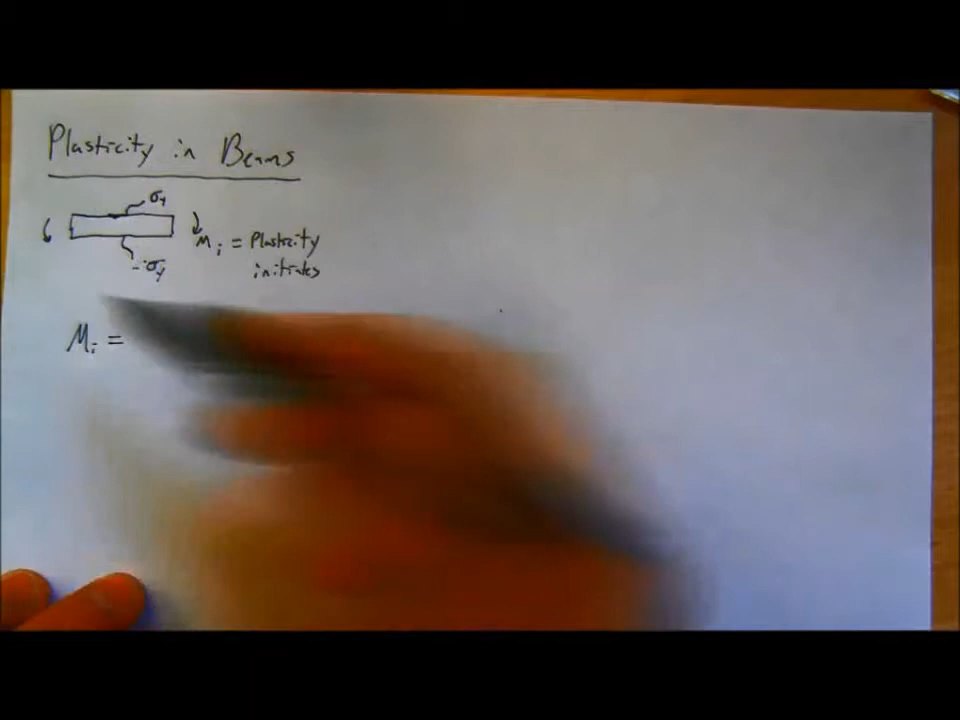 Plasticity in Beams
σy
Mi = Plasticity
initiates
-σy
Mi =